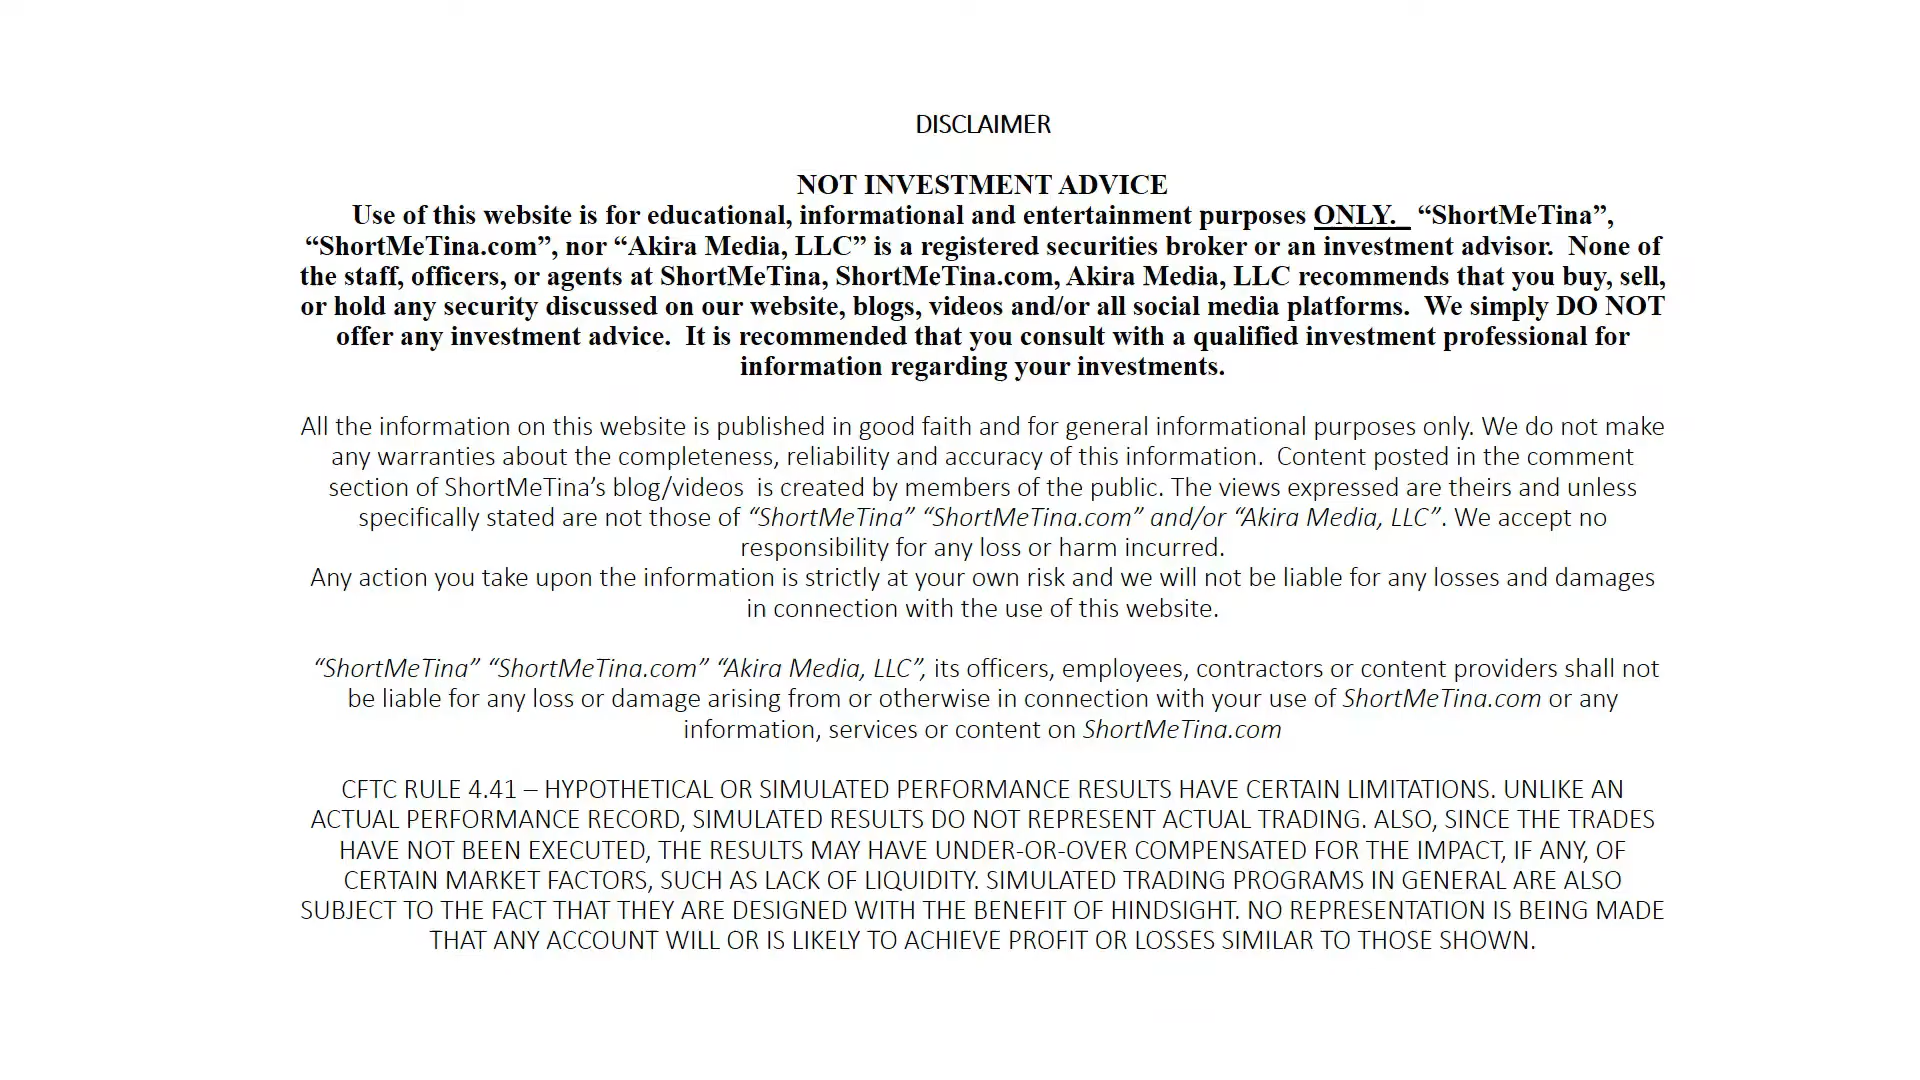 DISCLAIMER
NOT INVESTMENT ADVICE
Use of this website is for educational, informational and entertainment purposes ONLY.  “ShortMeTina”,
“ShortMeTina.com”, nor “Akira Media, LLC” is a registered securities broker or an investment advisor.  None of
the staff, officers, or agents at ShortMeTina, ShortMeTina.com, Akira Media, LLC recommends that you buy, sell,
or hold any security discussed on our website, blogs, videos and/or all social media platforms.  We simply DO NOT
offer any investment advice.  It is recommended that you consult with a qualified investment professional for
information regarding your investments.
All the information on this website is published in good faith and for general informational purposes only. We do not make
any warranties about the completeness, reliability and accuracy of this information.  Content posted in the comment
section of ShortMeTina’s blog/videos  is created by members of the public. The views expressed are theirs and unless
specifically stated are not those of “ShortMeTina” “ShortMeTina.com” and/or “Akira Media, LLC”. We accept no
responsibility for any loss or harm incurred.
Any action you take upon the information is strictly at your own risk and we will not be liable for any losses and damages
in connection with the use of this website.
“ShortMeTina” “ShortMeTina.com” “Akira Media, LLC”, its officers, employees, contractors or content providers shall not
be liable for any loss or damage arising from or otherwise in connection with your use of ShortMeTina.com or any
information, services or content on ShortMeTina.com
CFTC RULE 4.41 – HYPOTHETICAL OR SIMULATED PERFORMANCE RESULTS HAVE CERTAIN LIMITATIONS. UNLIKE AN
ACTUAL PERFORMANCE RECORD, SIMULATED RESULTS DO NOT REPRESENT ACTUAL TRADING. ALSO, SINCE THE TRADES
HAVE NOT BEEN EXECUTED, THE RESULTS MAY HAVE UNDER-OR-OVER COMPENSATED FOR THE IMPACT, IF ANY, OF
CERTAIN MARKET FACTORS, SUCH AS LACK OF LIQUIDITY. SIMULATED TRADING PROGRAMS IN GENERAL ARE ALSO
SUBJECT TO THE FACT THAT THEY ARE DESIGNED WITH THE BENEFIT OF HINDSIGHT. NO REPRESENTATION IS BEING MADE
THAT ANY ACCOUNT WILL OR IS LIKELY TO ACHIEVE PROFIT OR LOSSES SIMILAR TO THOSE SHOWN.